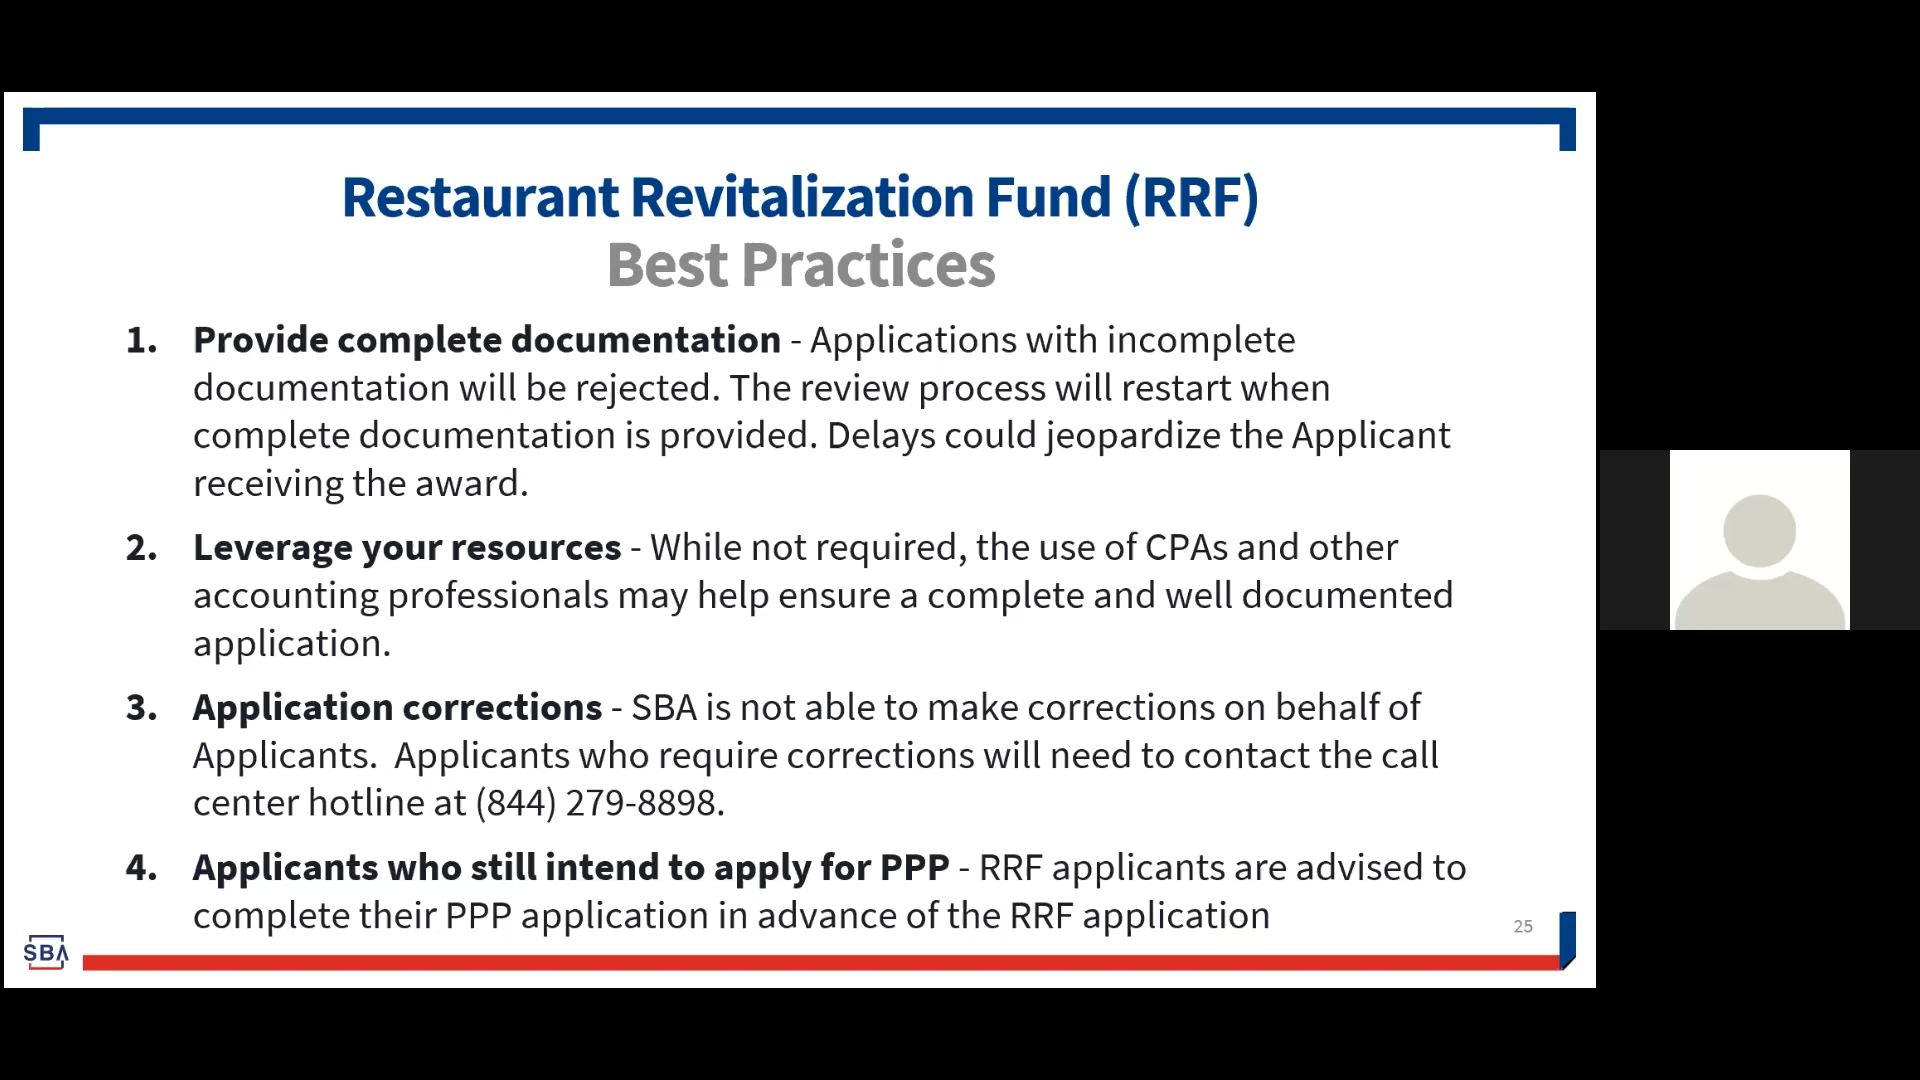 Restaurant Revitalization Fund (RRF)
Best Practices
1. Provide complete documentation - Applications with incomplete
documentation will be rejected. The review process will restart when
complete documentation is provided. Delays could jeopardize the Applicant
receiving the award.
2. Leverage your resources - While not required, the use of CPAs and other
accounting professionals may help ensure a complete and well documented
application.
3. Application corrections - SBA is not able to make corrections on behalf of
Applicants.  Applicants who require corrections will need to contact the call
center hotline at (844) 279-8898.
4. Applicants who still intend to apply for PPP - RRF applicants are advised to
complete their PPP application in advance of the RRF application
25
SBA